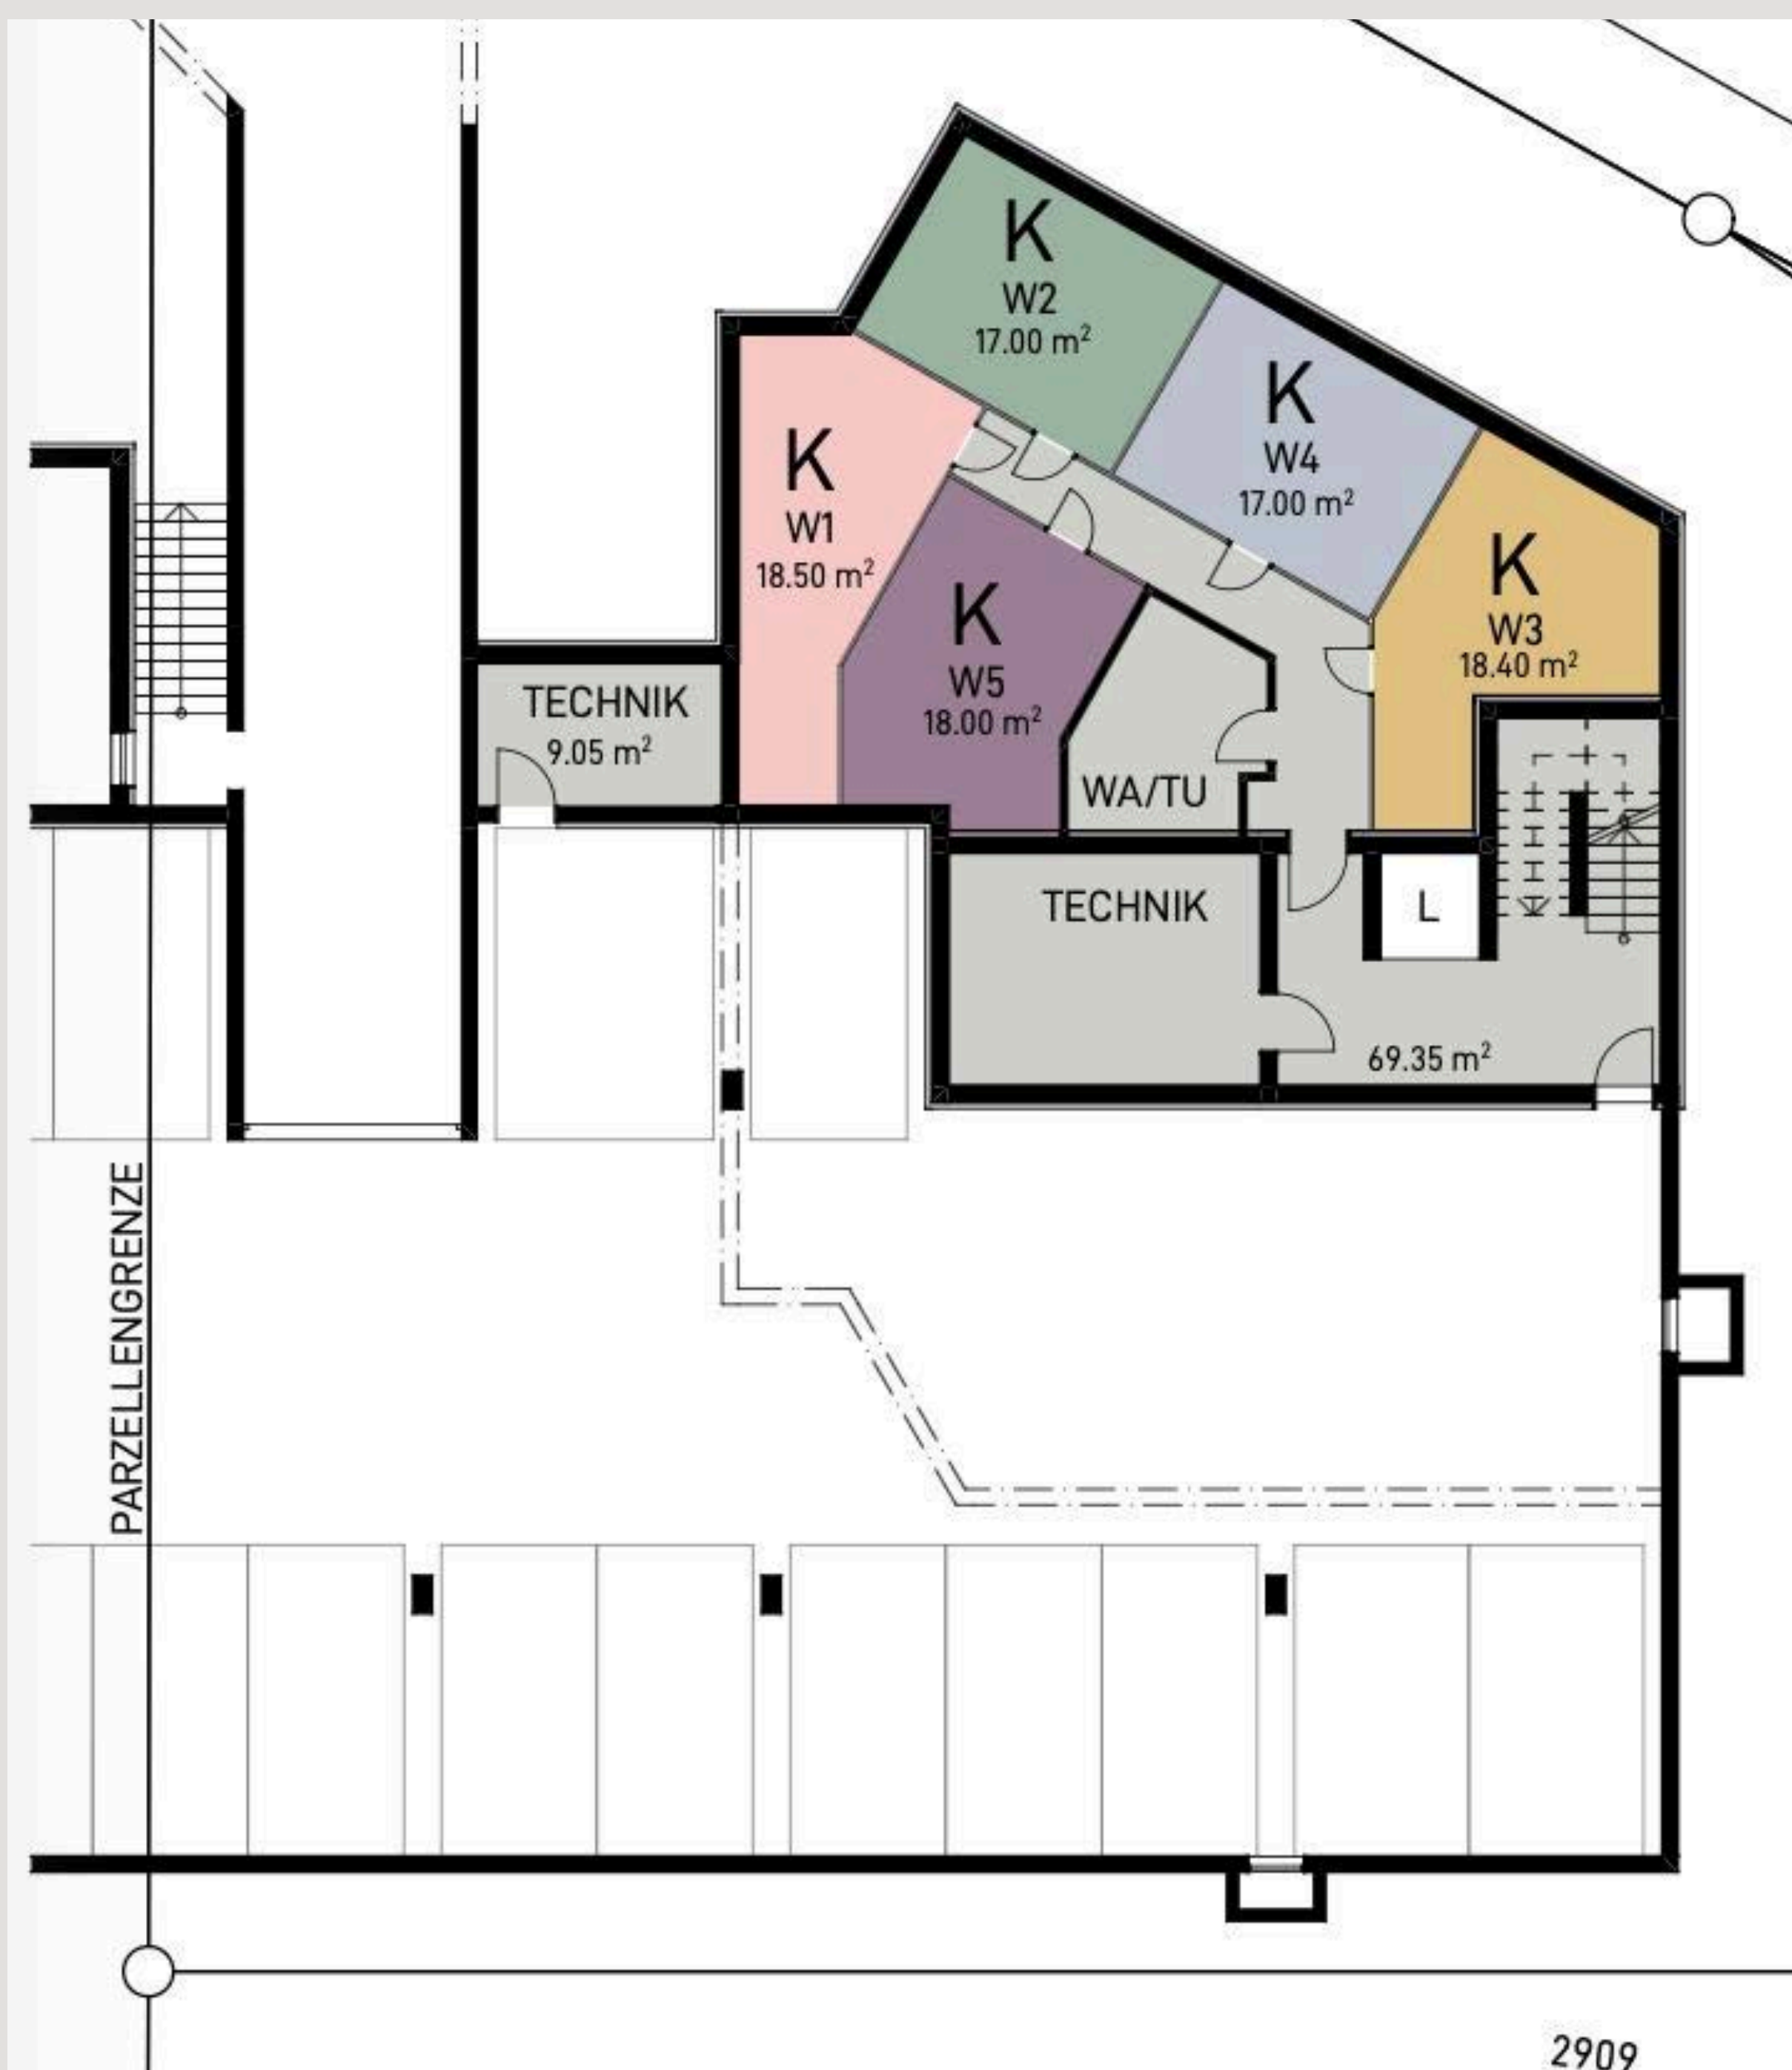 K
W2
17.00 m²
K
W4
17.00 m²
K
W1
18.50 m²
K
W3
18.40 m²
K
W5
18.00 m²
TECHNIK
9.05 m²
WA/TU
TECHNIK
L
69.35 m²
PARZELLENGRENZE
2909